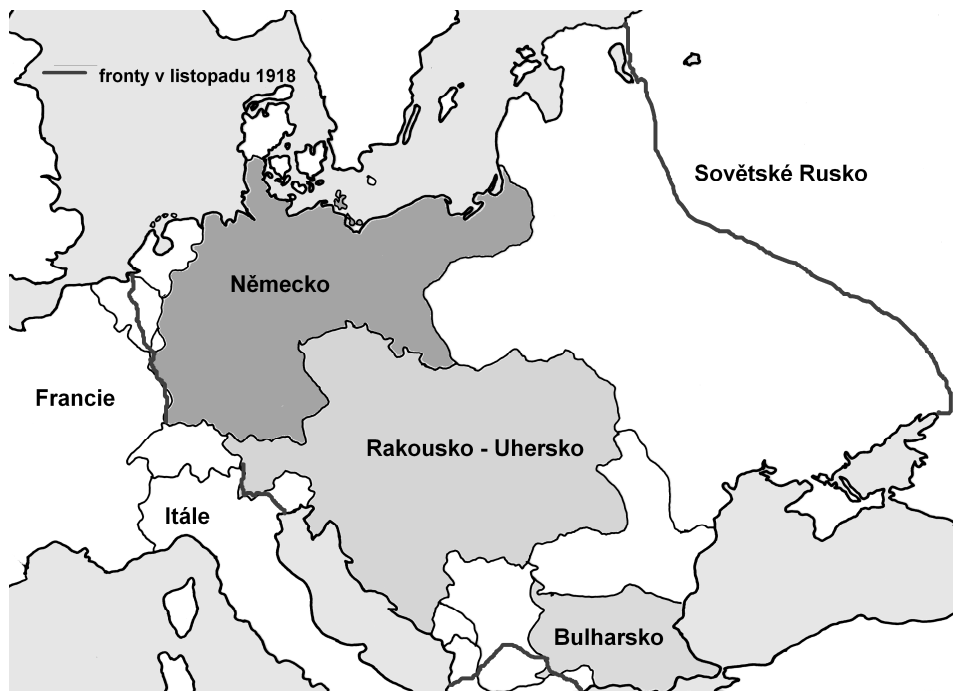 fronty v listopadu 1918
Sovětské Rusko
Německo
Francie
Rakousko - Uhersko
Itále
Bulharsko